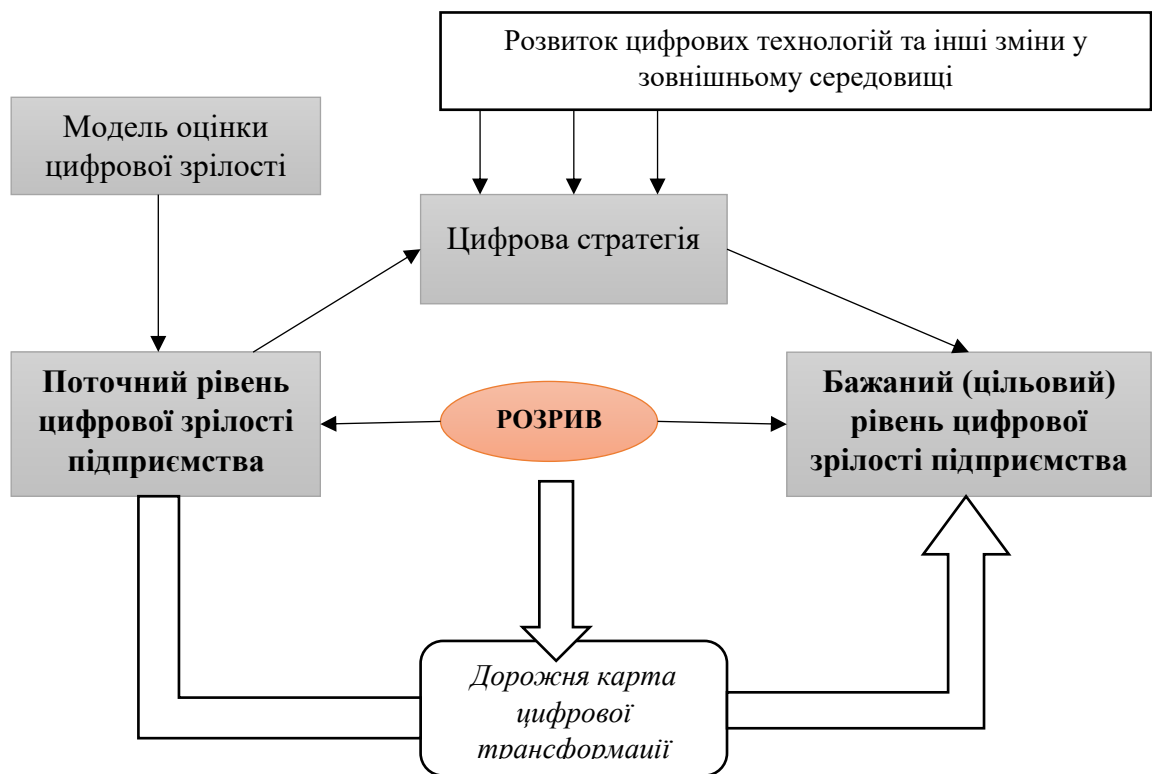 Розвиток цифрових технологій та інші зміни у
зовнішньому середовищі
Модель оцінки
цифрової зрілості
Цифрова стратегія
Поточний рівень
цифрової зрілості
підприємства
РОЗРИВ
Бажаний (цільовий)
рівень цифрової
зрілості підприємства
Дорожня карта
цифрової
трансформації